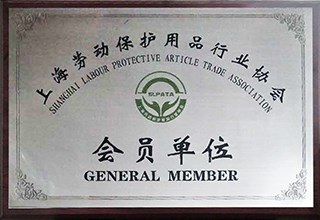 上海劳动保护用品行业协会
SHANGHAI LABOUR PROTECTIVE ARTICLE TRADE ASSOCIATION
SLPATA
会员单位
GENERAL MEMBER